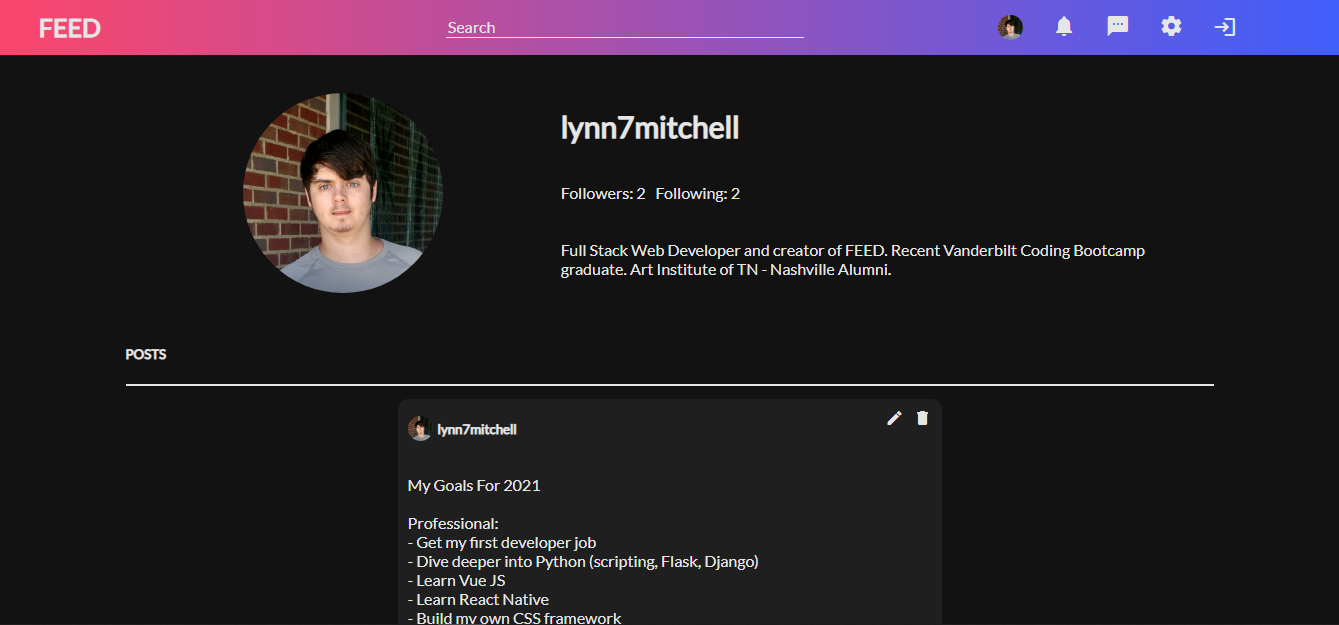 FEED
Search
lynn7mitchell
Followers: 2 Following: 2
Full Stack Web Developer and creator of FEED. Recent Vanderbilt Coding Bootcamp
graduate. Art Institute of TN - Nashville Alumni.
POSTS
lynn7mitchell
My Goals For 2021
Professional:
- Get my first developer job
- Dive deeper into Python (scripting, Flask, Django)
- Learn Vue JS
- Learn React Native
- Build my own CSS framework